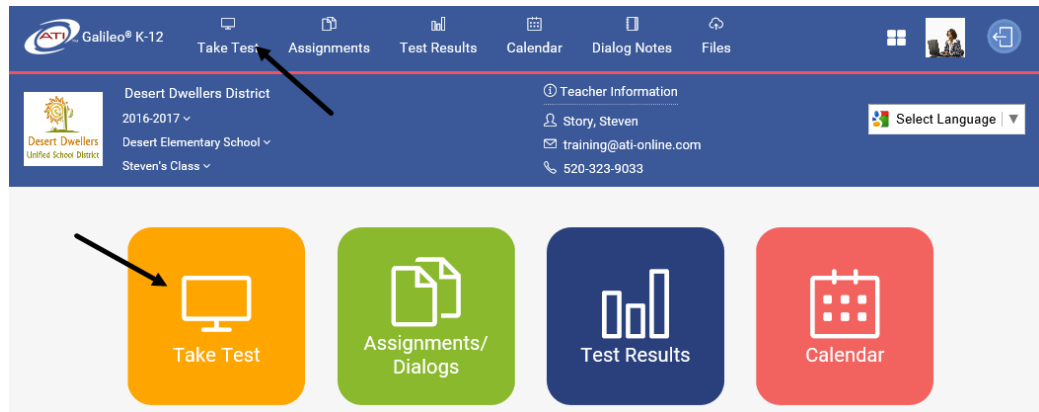 ATI Galileo® K-12
Take Test
Assignments
Test Results
Calendar
Dialog Notes
Files
Desert Dwellers District
2016-2017
Desert Elementary School
Steven's Class
Desert Dwellers
Unified School District
Teacher Information
Story, Steven
training@ati-online.com
520-323-9033
Select Language
Take Test
Assignments/
Dialogs
Test Results
Calendar